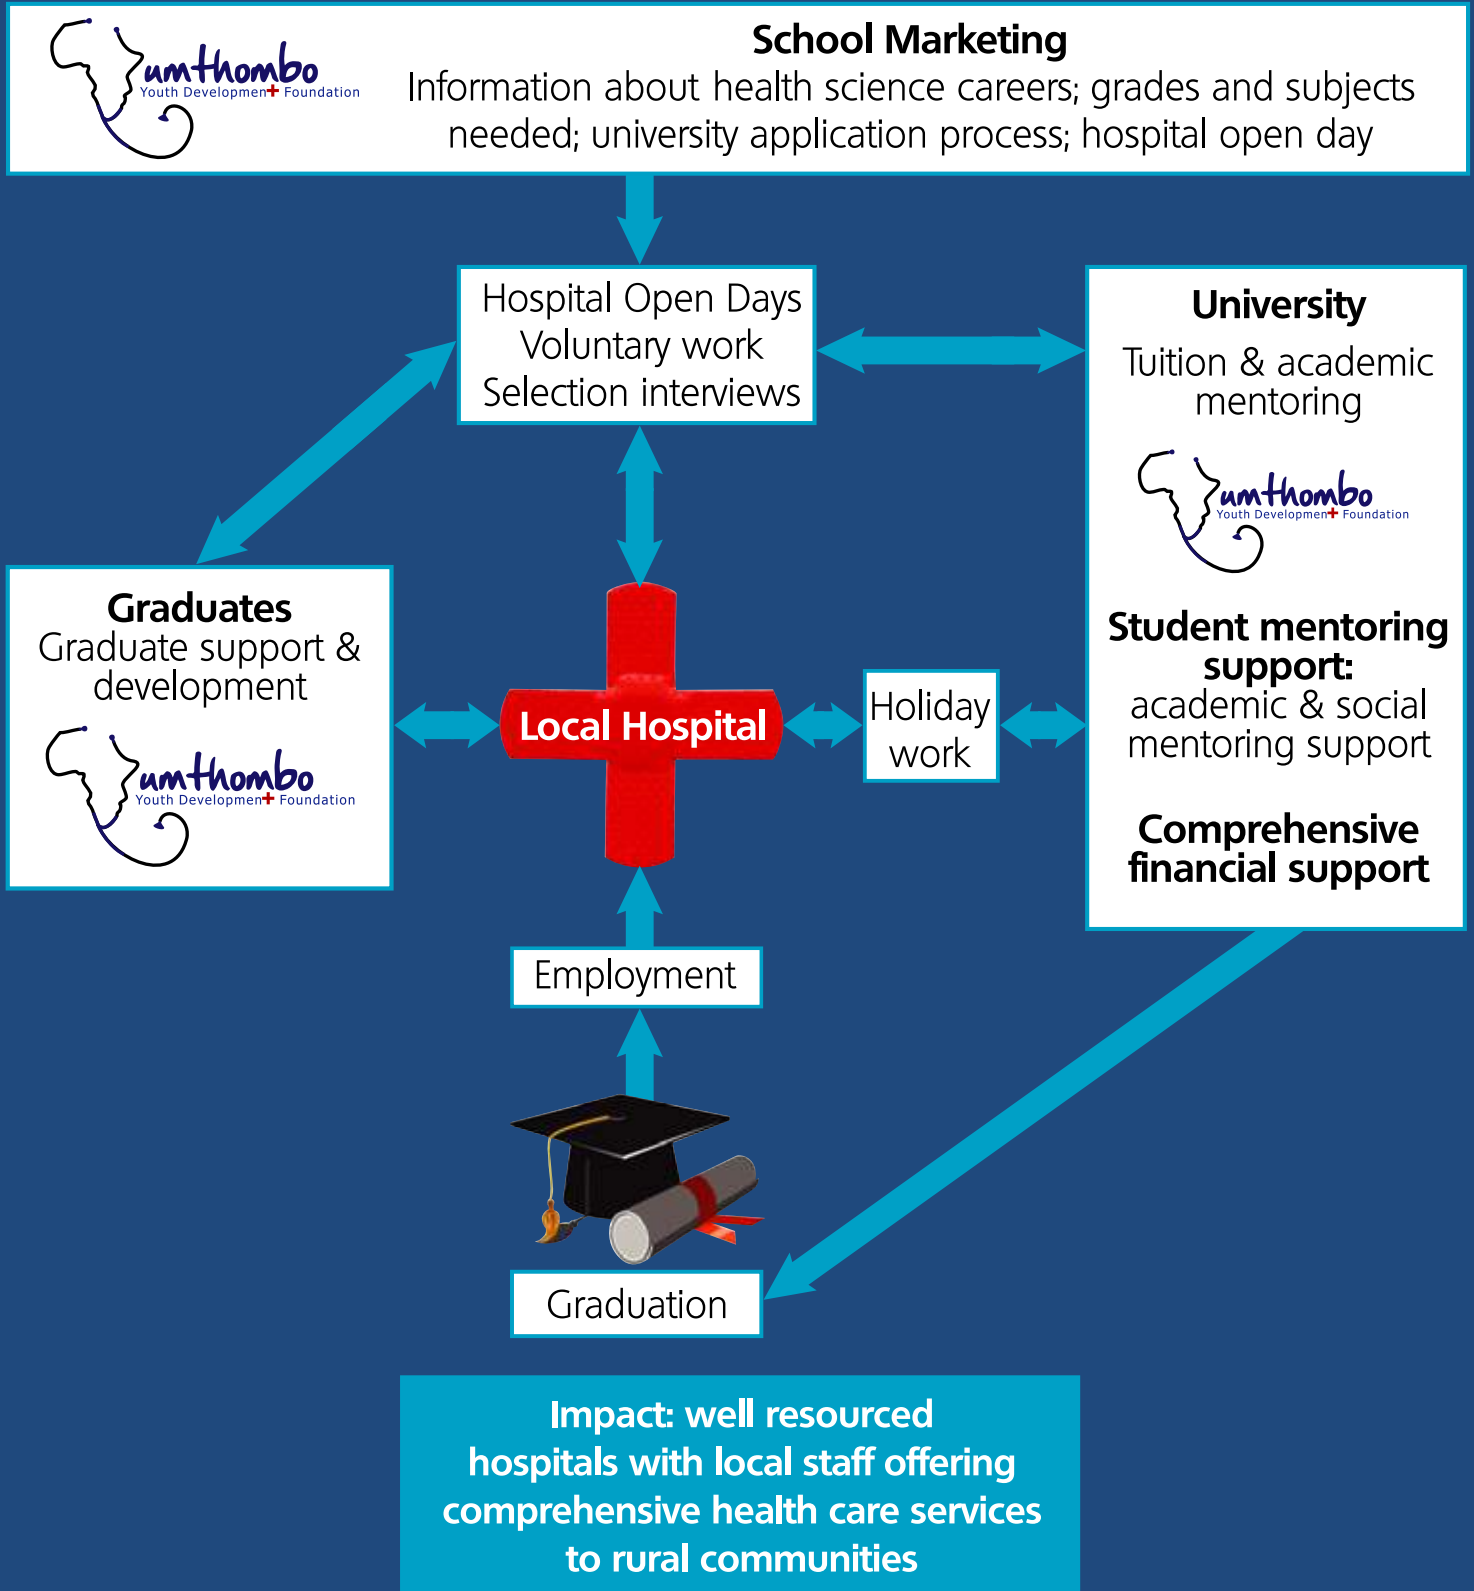 umthombo
Youth Development Foundation
School Marketing
Information about health science careers; grades and subjects
needed; university application process; hospital open day
Hospital Open Days
Voluntary work
Selection interviews
University
Tuition & academic
mentoring
umthombo
Youth Development Foundation
Student mentoring
support:
academic & social
mentoring support
Comprehensive
financial support
Graduates
Graduate support &
development
umthombo
Youth Development Foundation
Local Hospital
Holiday
work
Employment
Graduation
Impact: well resourced
hospitals with local staff offering
comprehensive health care services
to rural communities